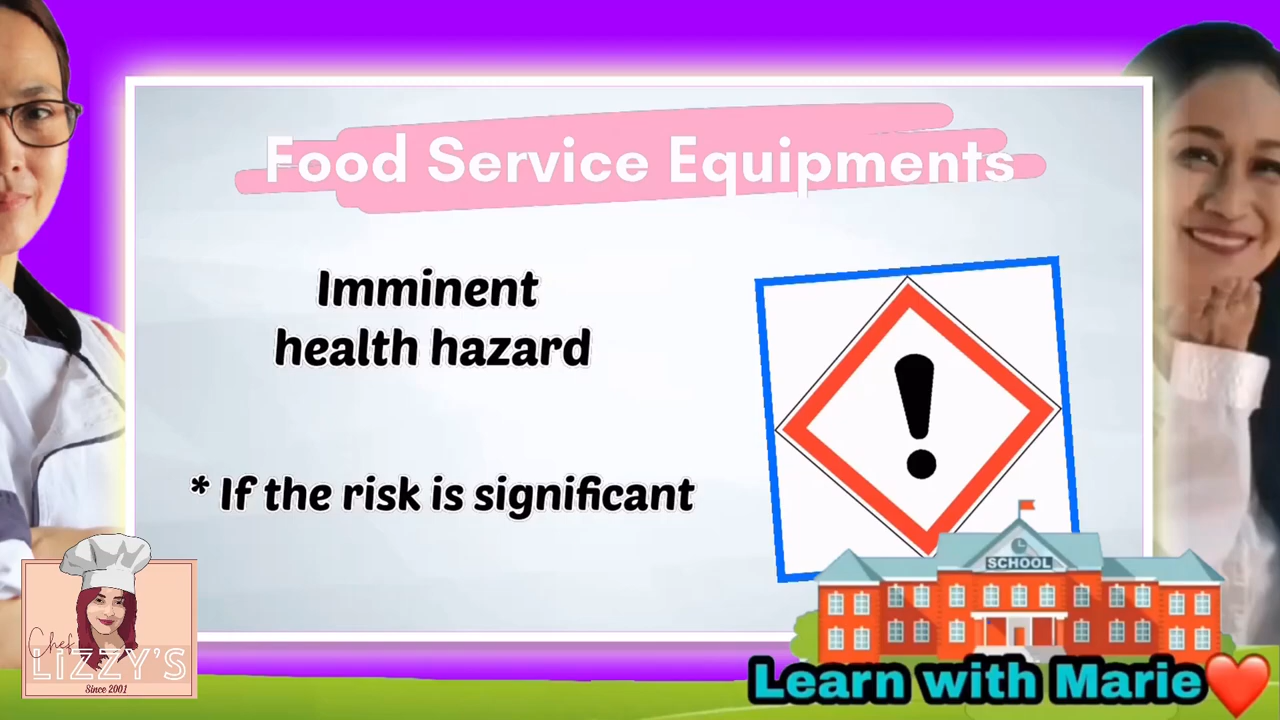 Food Service Equipments
Imminent
health hazard
* If the risk is significant
SCHOOL
Chef
LIZZY'S
Since 2001
Learn with Marie